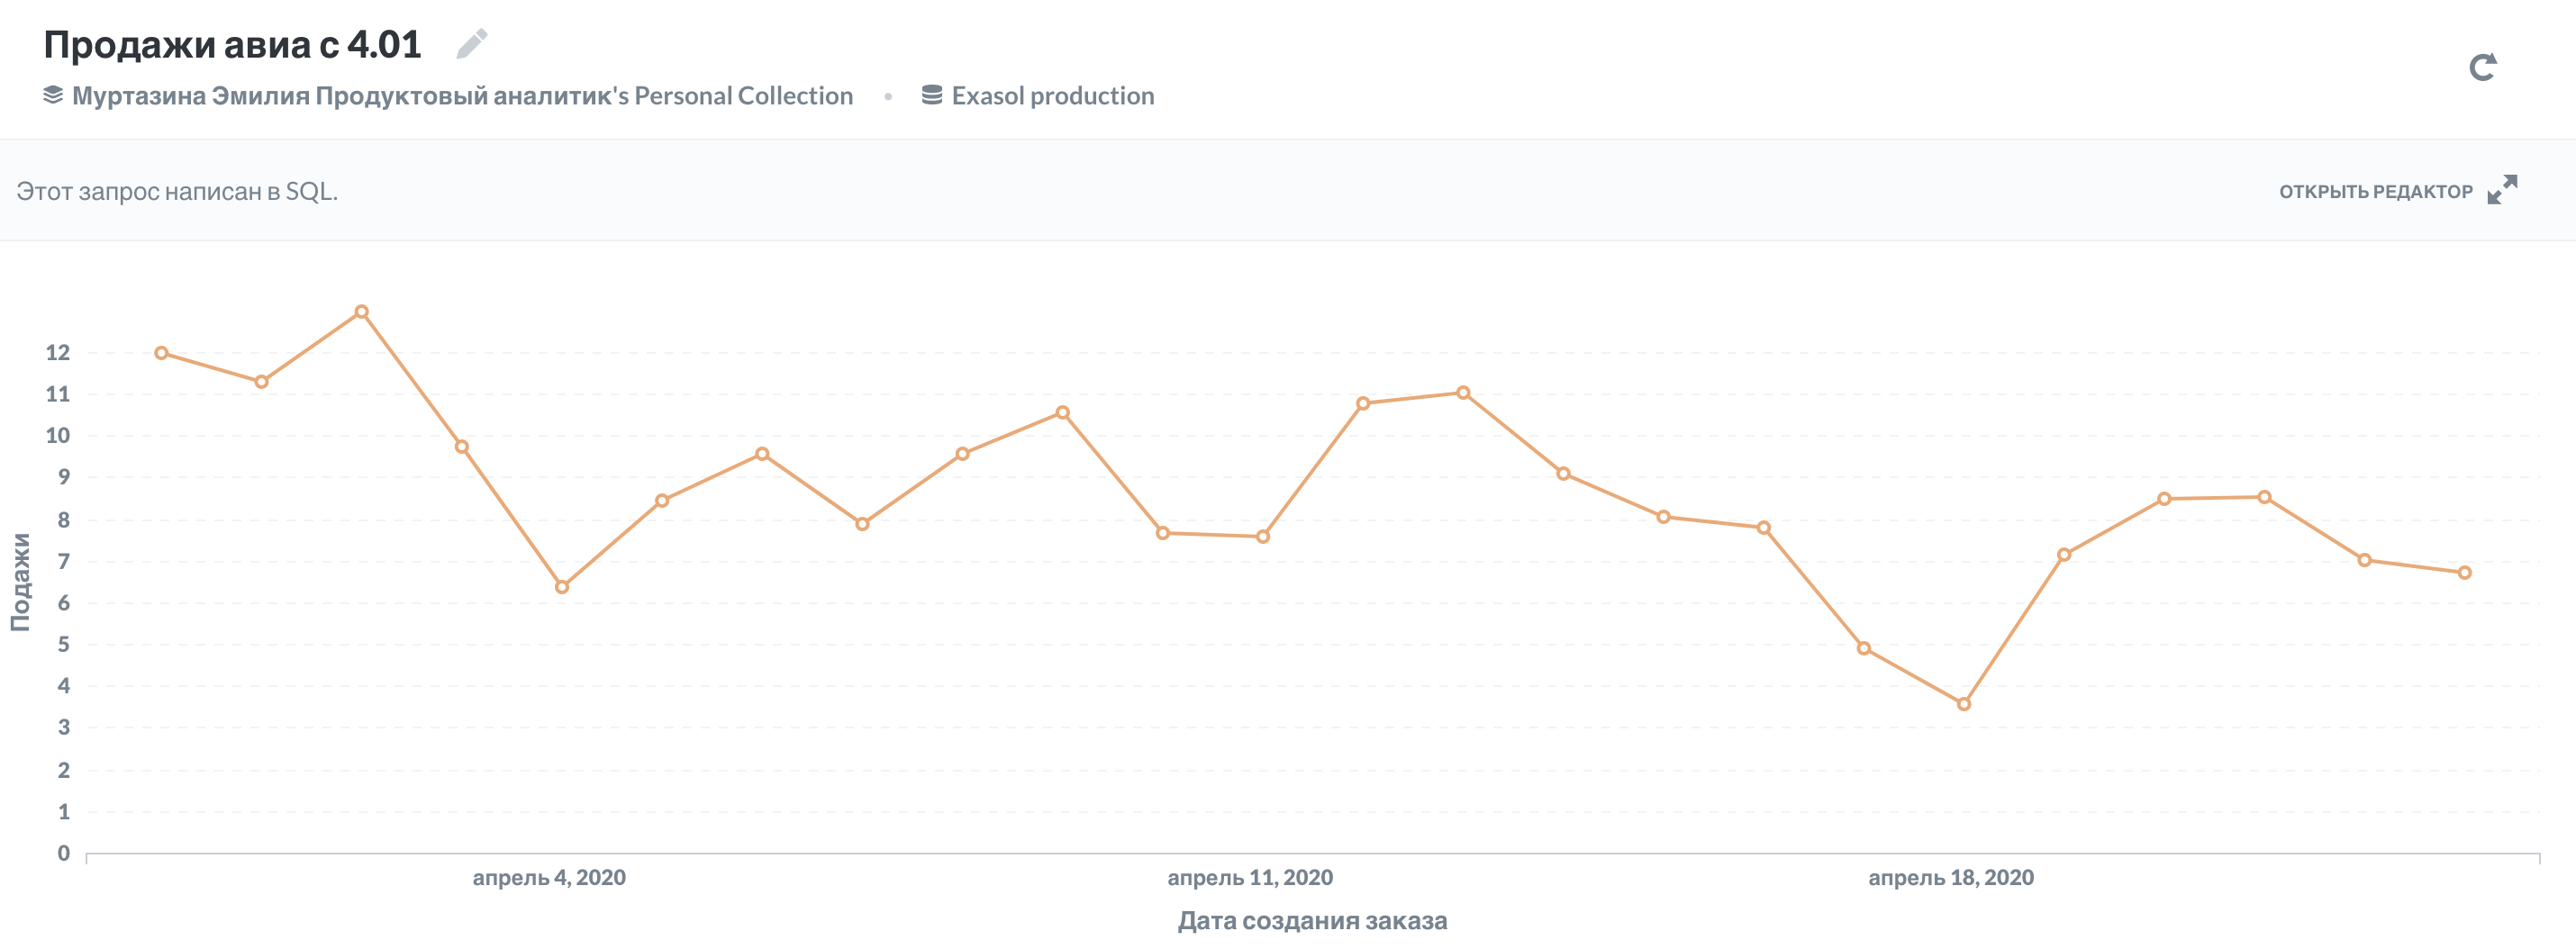 Продажи авиа с 4.01
Муртазина Эмилия Продуктовый аналитик's Personal Collection • Exasol production
Этот запрос написан в SQL.
ОТКРЫТЬ РЕДАКТОР
12
11
10
9
8
7
6
5
4
3
2
1
0
Подажи
апрель 4, 2020
апрель 11, 2020
апрель 18, 2020
Дата создания заказа